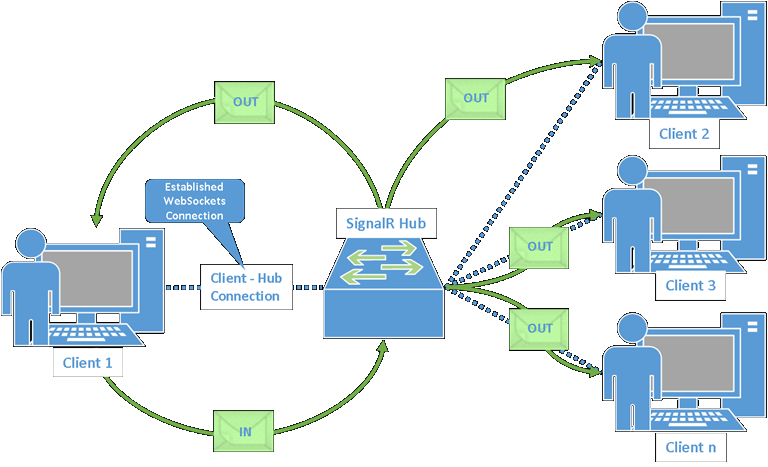 OUT
OUT
Client 2
Established
WebSockets
Connection
SignalR Hub
OUT
Client - Hub
Connection
Client 3
OUT
Client 1
IN
Client n